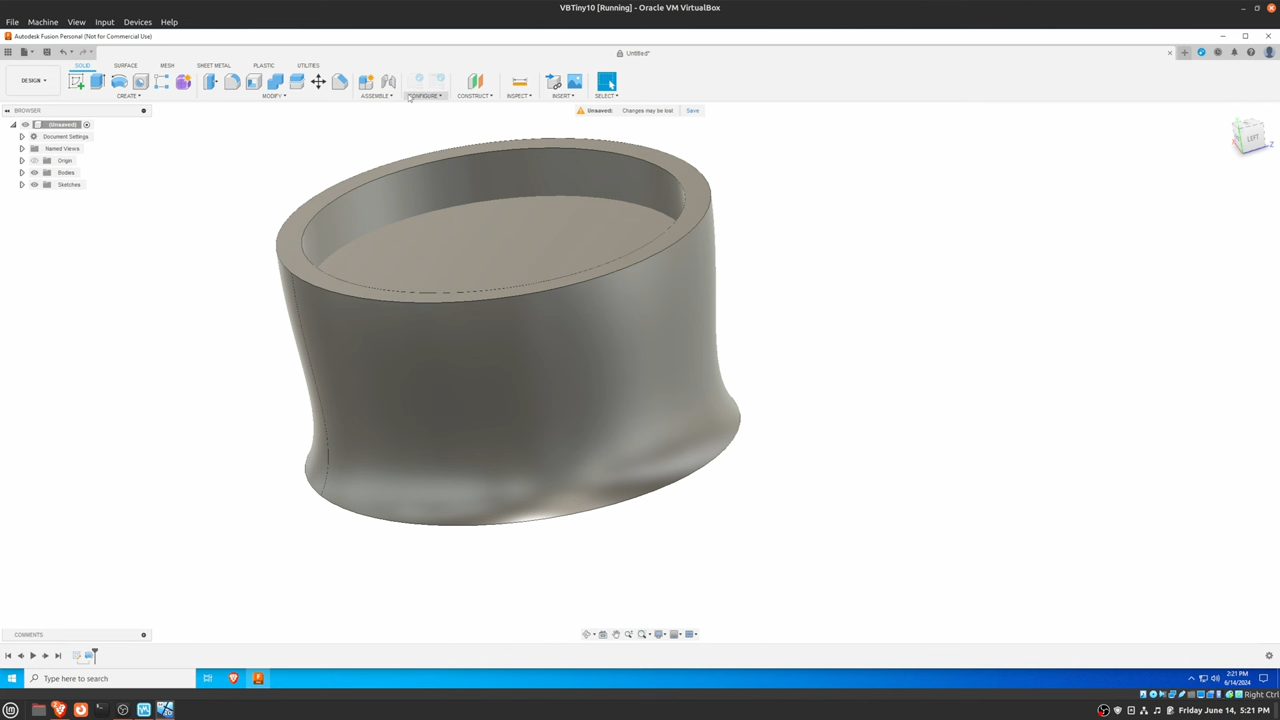 VBTiny10 [Running] - Oracle VM VirtualBox
File Machine View Input Devices Help
Autodesk Fusion Personal (Not for Commercial Use)
Untitled*
SOLID SURFACE MESH SHEET METAL PLASTIC UTILITIES
DESIGN
CREATE MODIFY ASSEMBLE CONFIGURE CONSTRUCT INSPECT INSERT SELECT
BROWSER
Unsaved: Changes may be lost Save
(Unsaved)
Document Settings
Named Views
Origin
Bodies
Sketches
LEFT
Z
COMMENTS
Type here to search
2:21 PM
6/14/2024
Right Ctrl
Friday June 14, 5:21 PM